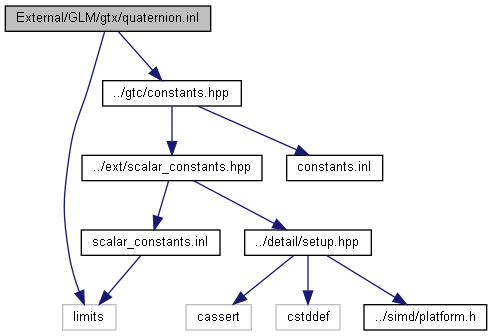 External/GLM/gtx/quaternion.inl
../gtc/constants.hpp
../ext/scalar_constants.hpp
constants.inl
scalar_constants.inl
../detail/setup.hpp
limits
cassert
cstddef
../simd/platform.h